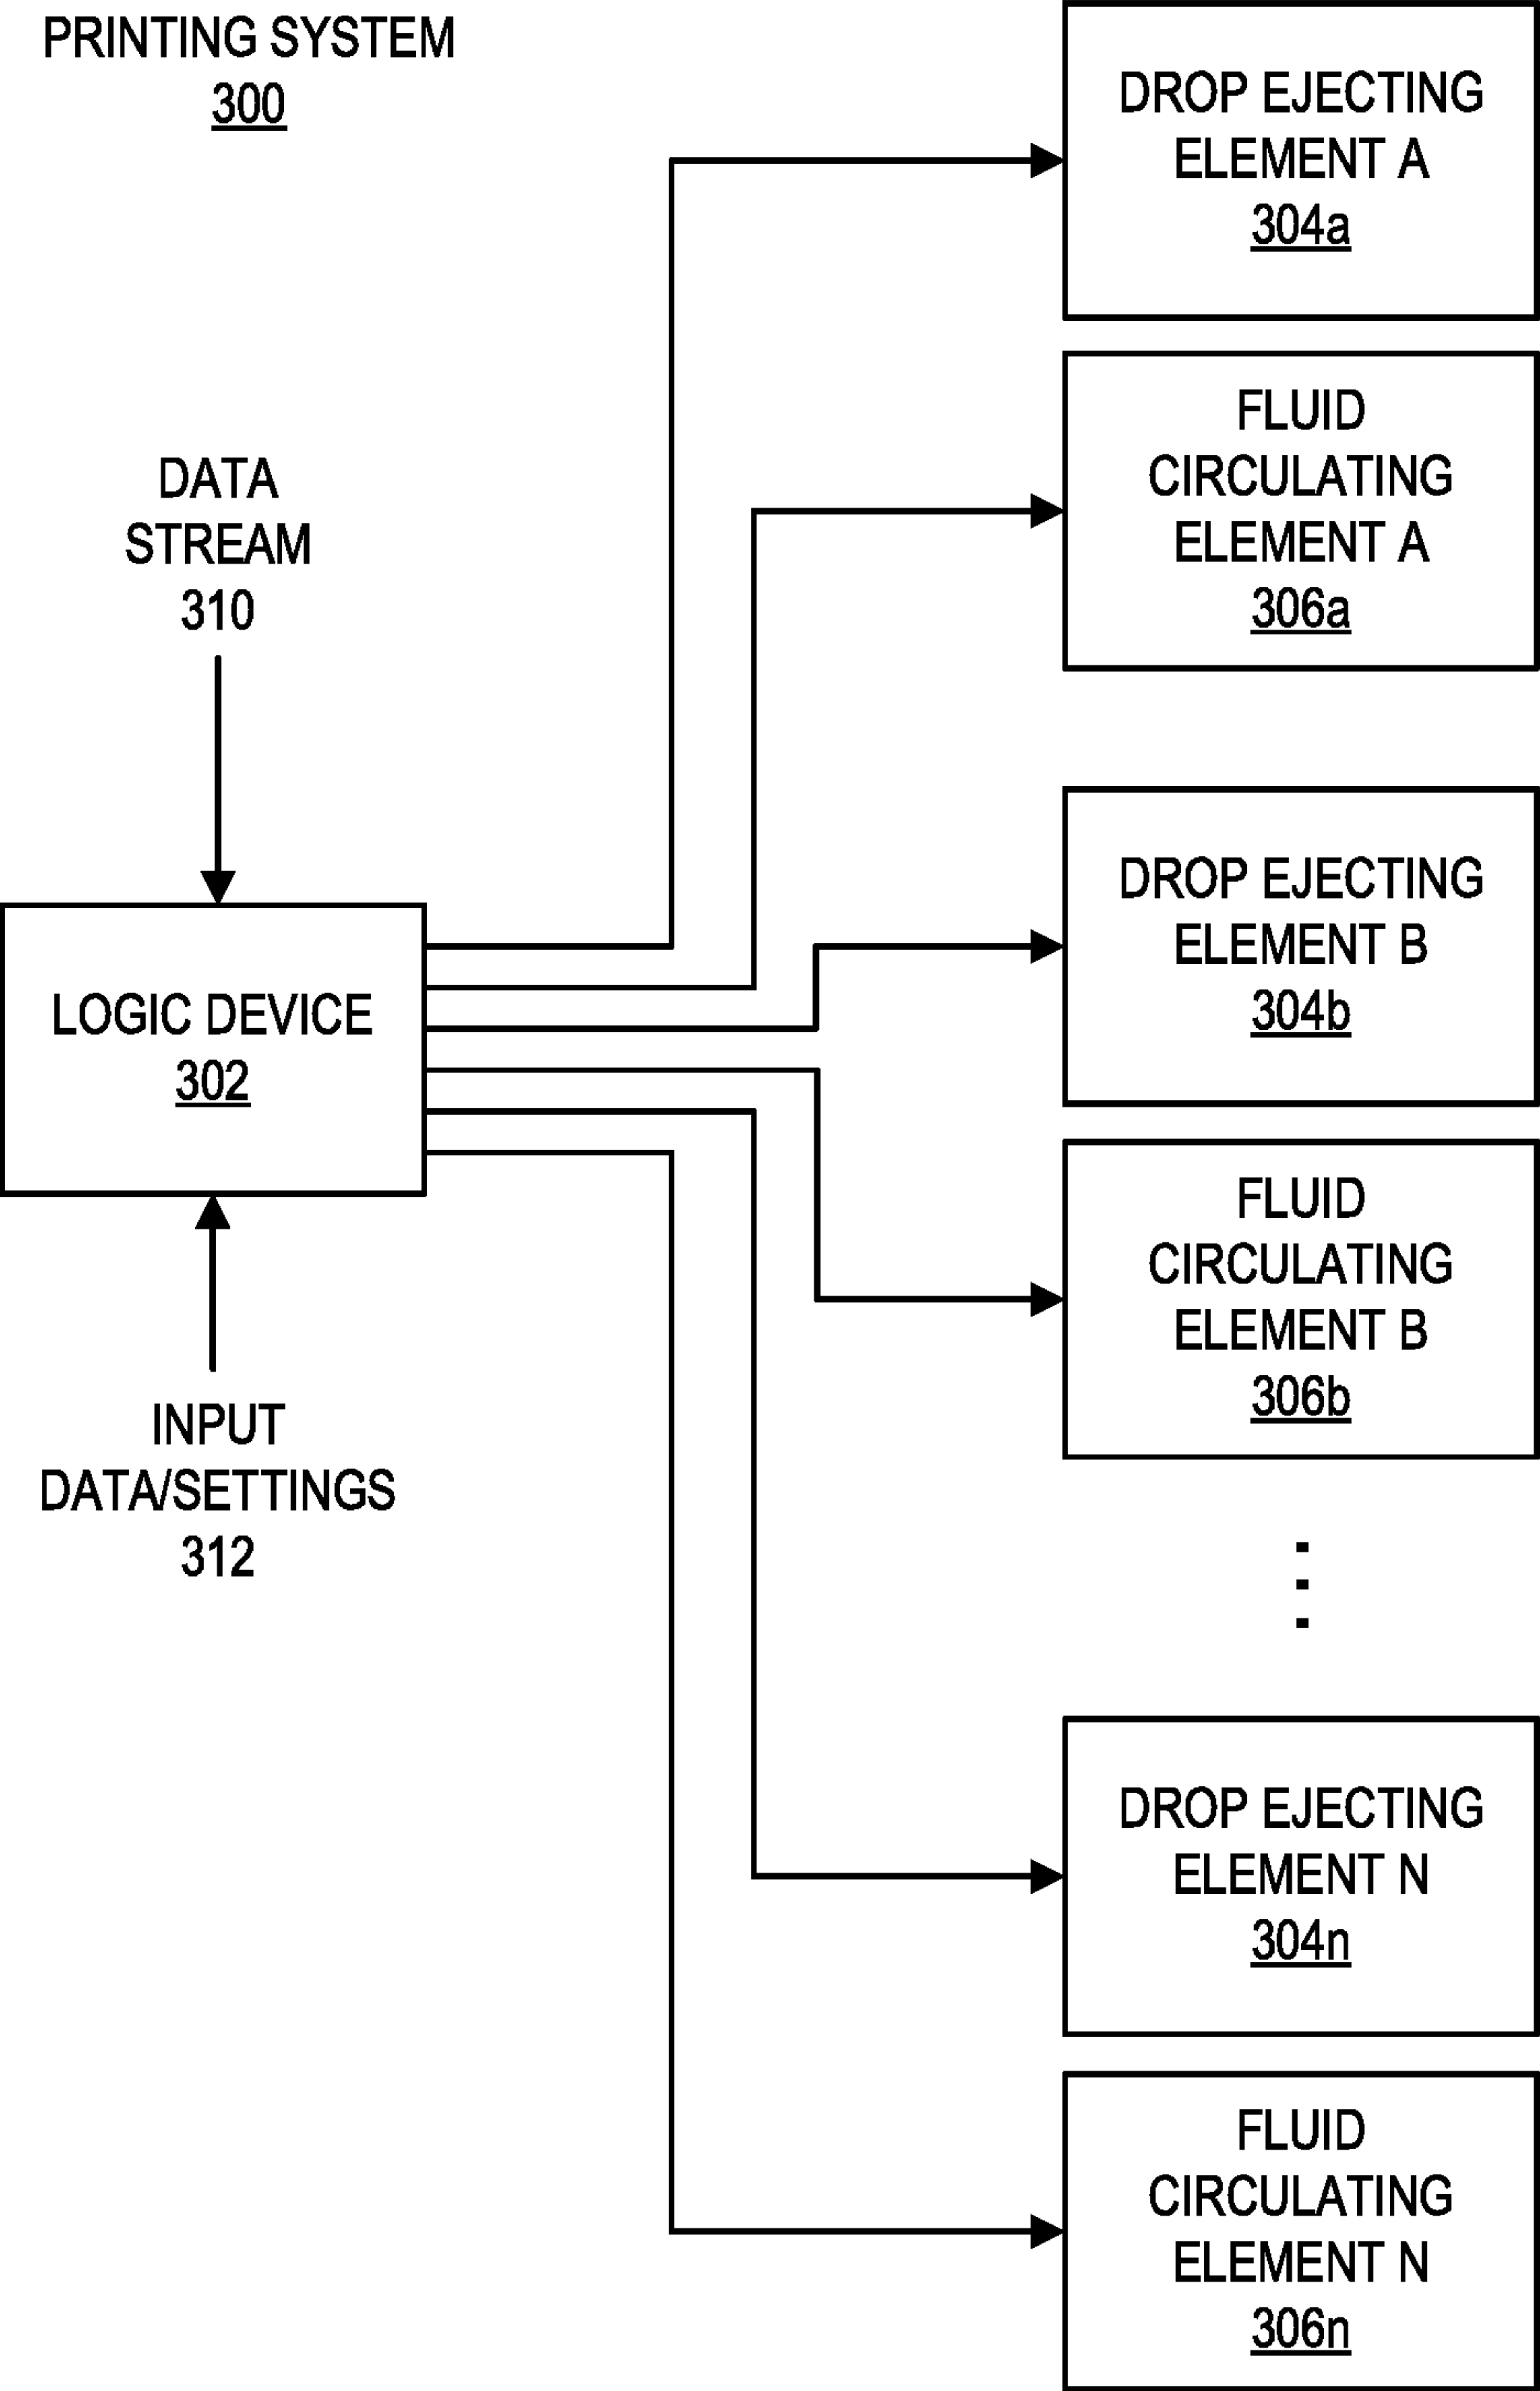 PRINTING SYSTEM
300
DROP EJECTING
ELEMENT A
304a
FLUID
CIRCULATING
ELEMENT A
306a
DATA
STREAM
310
DROP EJECTING
ELEMENT B
304b
LOGIC DEVICE
302
FLUID
CIRCULATING
ELEMENT B
306b
INPUT
DATA/SETTINGS
312
DROP EJECTING
ELEMENT N
304n
FLUID
CIRCULATING
ELEMENT N
306n